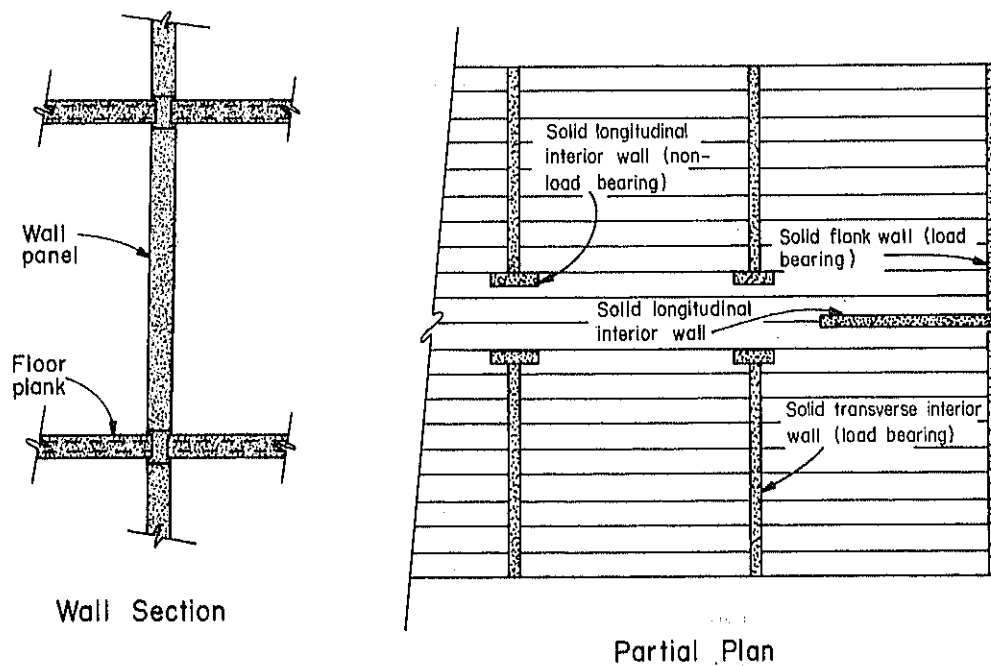 Wall
panel
Floor
plank
Wall Section
Solid longitudinal
interior wall (non-
load bearing)
Solid flank wall (load
bearing)
Solid longitudinal
interior wall
Solid transverse interior
wall (load bearing)
Partial Plan